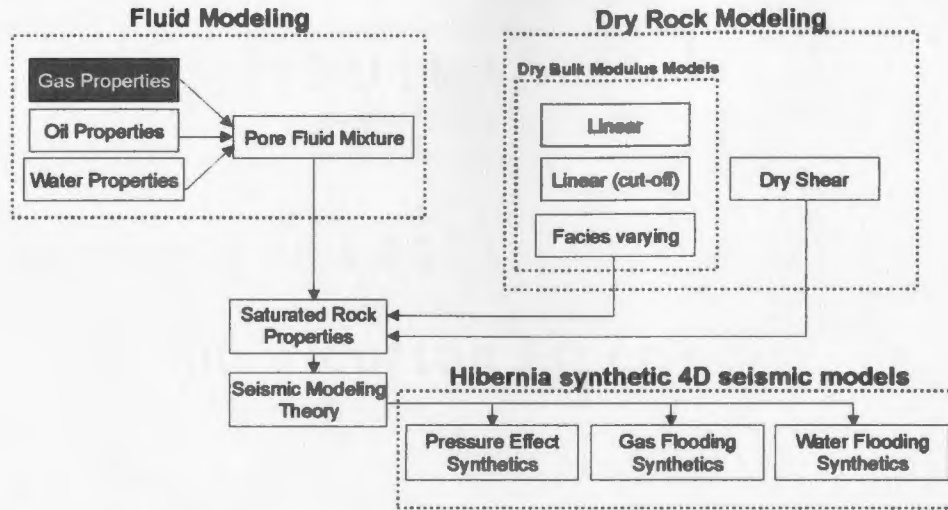 Fluid Modeling
Gas Properties
Oil Properties
Water Properties
Pore Fluid Mixture
Dry Rock Modeling
Dry Bulk Modulus Models
Linear
Linear (cut-off)
Facies varying
Dry Shear
Saturated Rock
Properties
Seismic Modeling
Theory
Hibernia synthetic 4D seismic models
Pressure Effect
Synthetics
Gas Flooding
Synthetics
Water Flooding
Synthetics